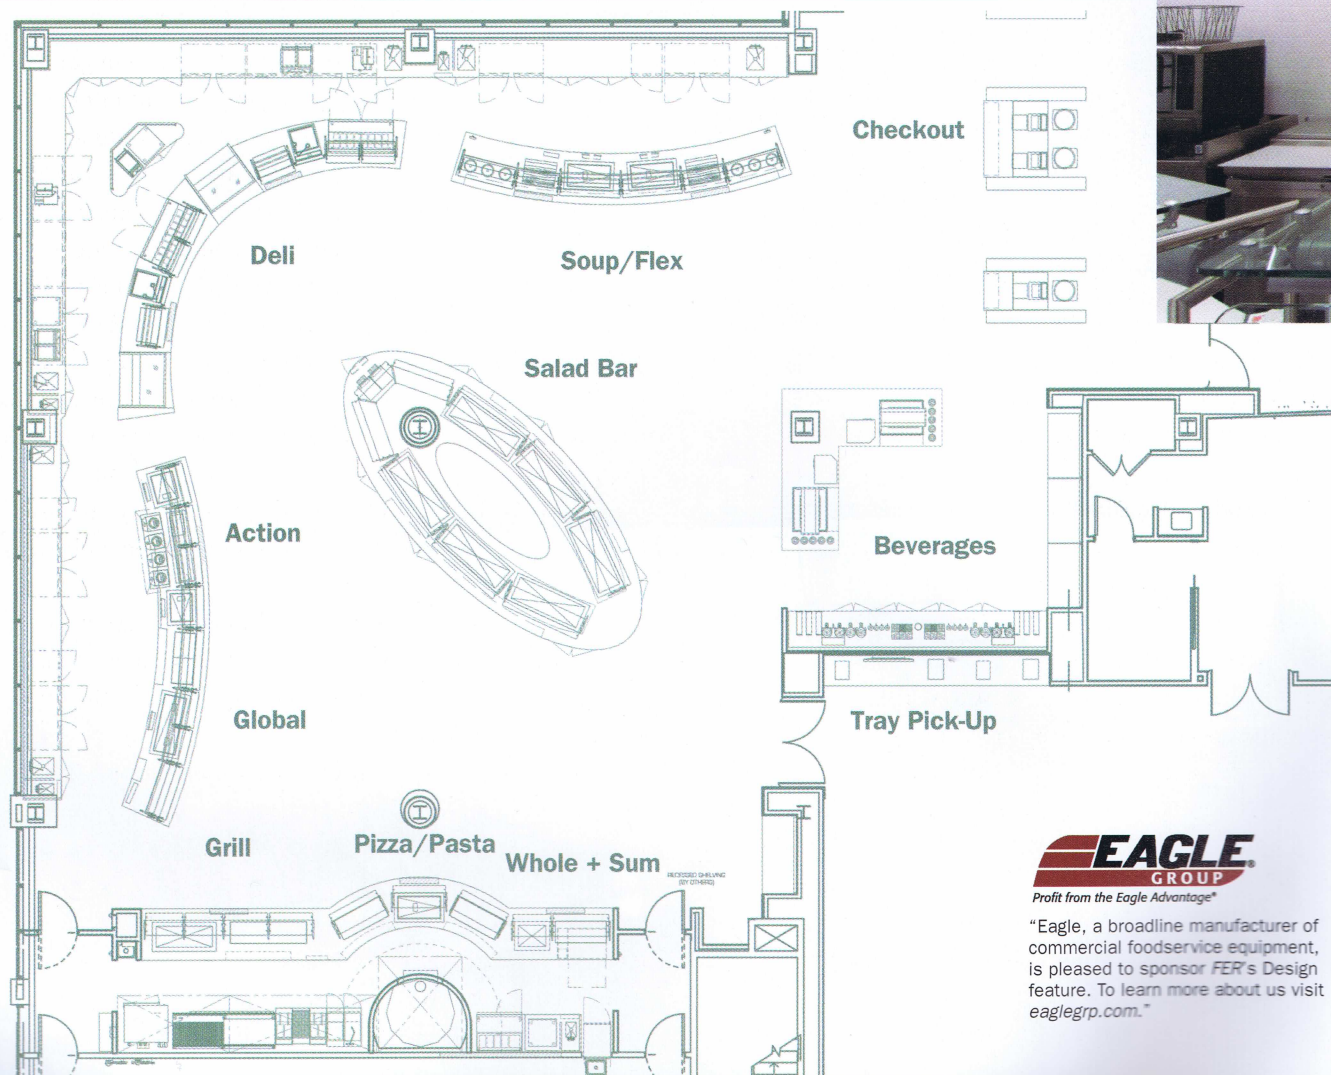 Checkout
Deli
Soup/Flex
Salad Bar
Action
Beverages
Global
Tray Pick-Up
Grill
Pizza/Pasta
Whole + Sum
RECESSED SHELVING
(BY OTHERS)
EAGLE®
GROUP
Profit from the Eagle Advantage®
“Eagle, a broadline manufacturer of
commercial foodservice equipment,
is pleased to sponsor FER's Design
feature. To learn more about us visit
eaglegrp.com.”